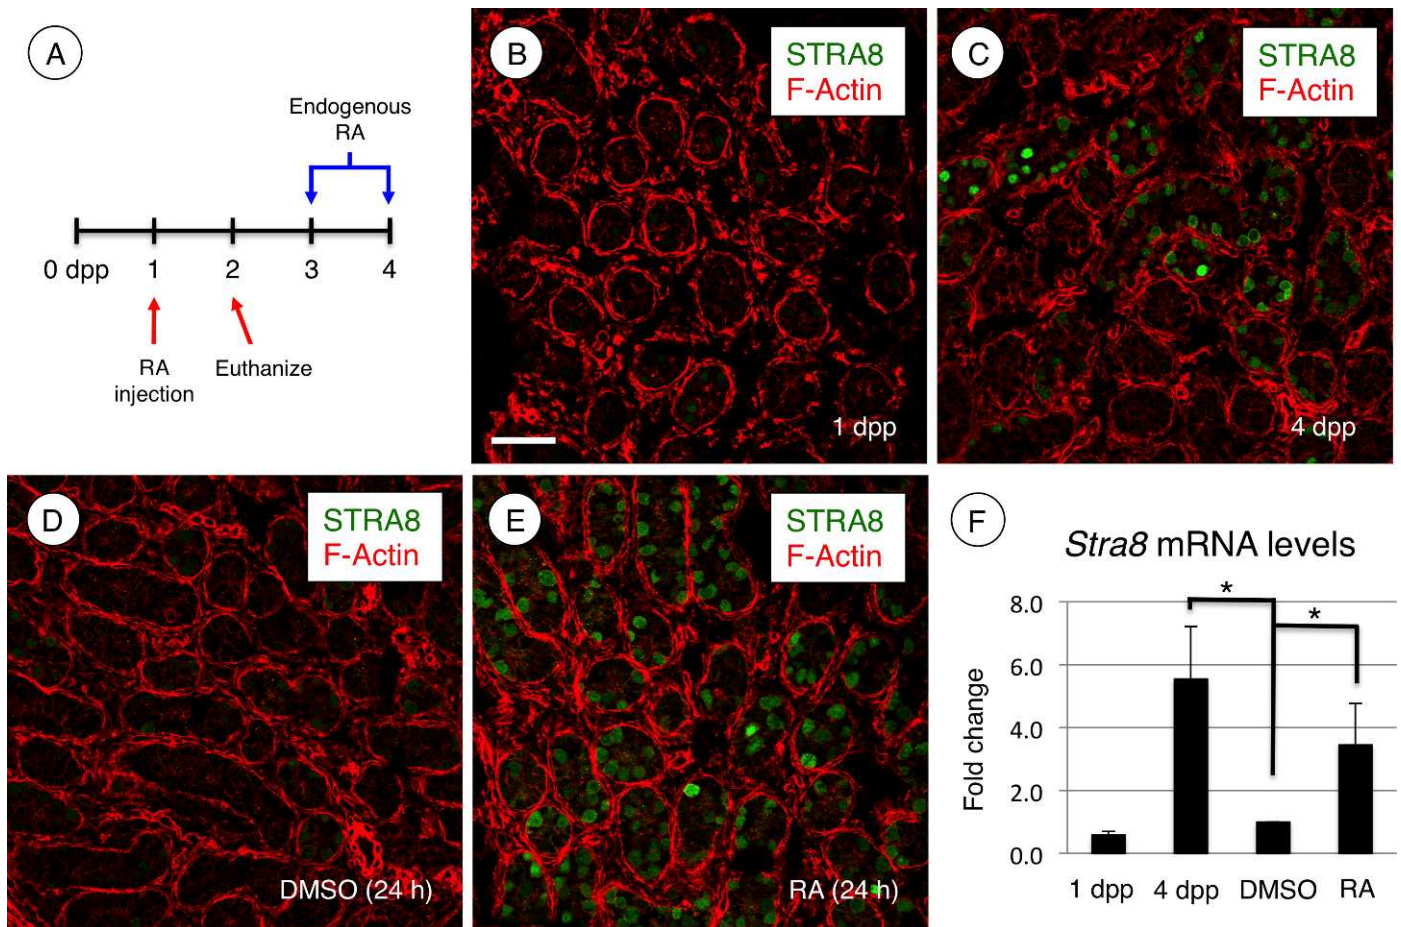 A
Endogenous
RA
0 dpp 1 2 3 4
RA
injection
Euthanize
B
STRA8
F-Actin
1 dpp
C
STRA8
F-Actin
4 dpp
D
STRA8
F-Actin
DMSO (24 h)
E
STRA8
F-Actin
RA (24 h)
F
Stra8 mRNA levels
Fold change
8.0
6.0
4.0
2.0
0.0
* *
1 dpp 4 dpp DMSO RA